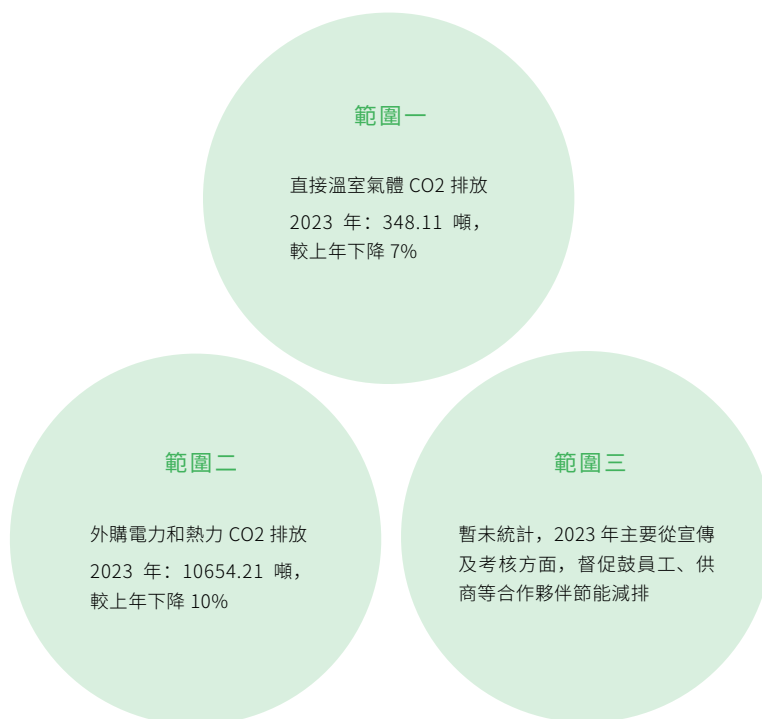 範圍一
直接溫室氣體 CO2 排放
2023 年：348.11 噸，
較上年下降 7%
範圍二
外購電力和熱力 CO2 排放
2023 年：10654.21 噸，
較上年下降 10%
範圍三
暫未統計，2023 年主要從宣傳
及考核方面，督促鼓員工、供
商等合作夥伴節能減排